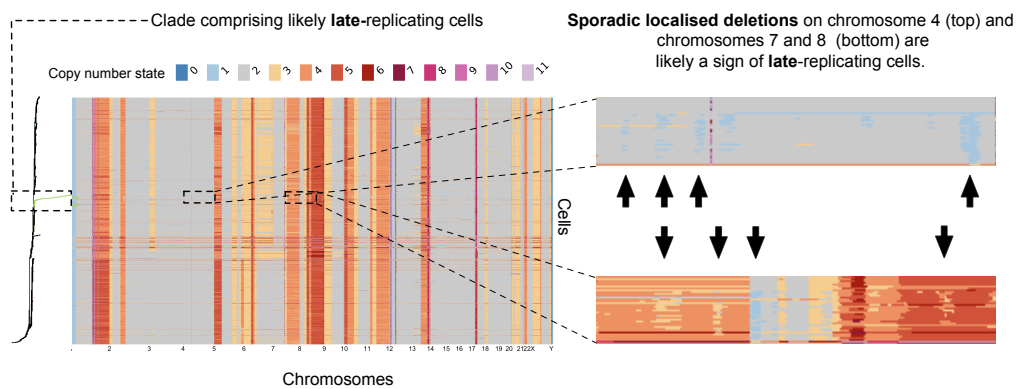 Clade comprising likely late-replicating cells
Sporadic localised deletions on chromosome 4 (top) and
chromosomes 7 and 8 (bottom) are
likely a sign of late-replicating cells.
Copy number state
0 1 2 3 4 5 6 7 8 9 10 11
Cells
2 3 4 5 6 7 8 9 10 11 12 13 14 15 16 17 18 19 20 2122X Y
Chromosomes